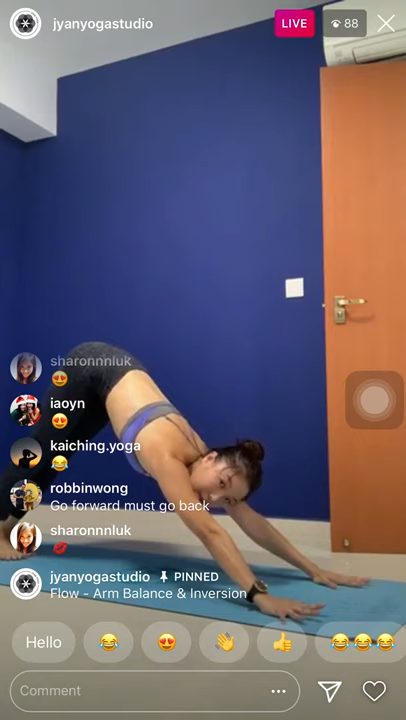 jyanyogastudio
LIVE
88
sharonnnluk
😍
iaoyn
😍
kaiching.yoga
😂
robbinwong
Go forward must go back
sharonnnluk
💋
jyanyogastudio PINNED
Flow - Arm Balance & Inversion
Hello 😂 😍 👋 👍 😂😂😂
Comment